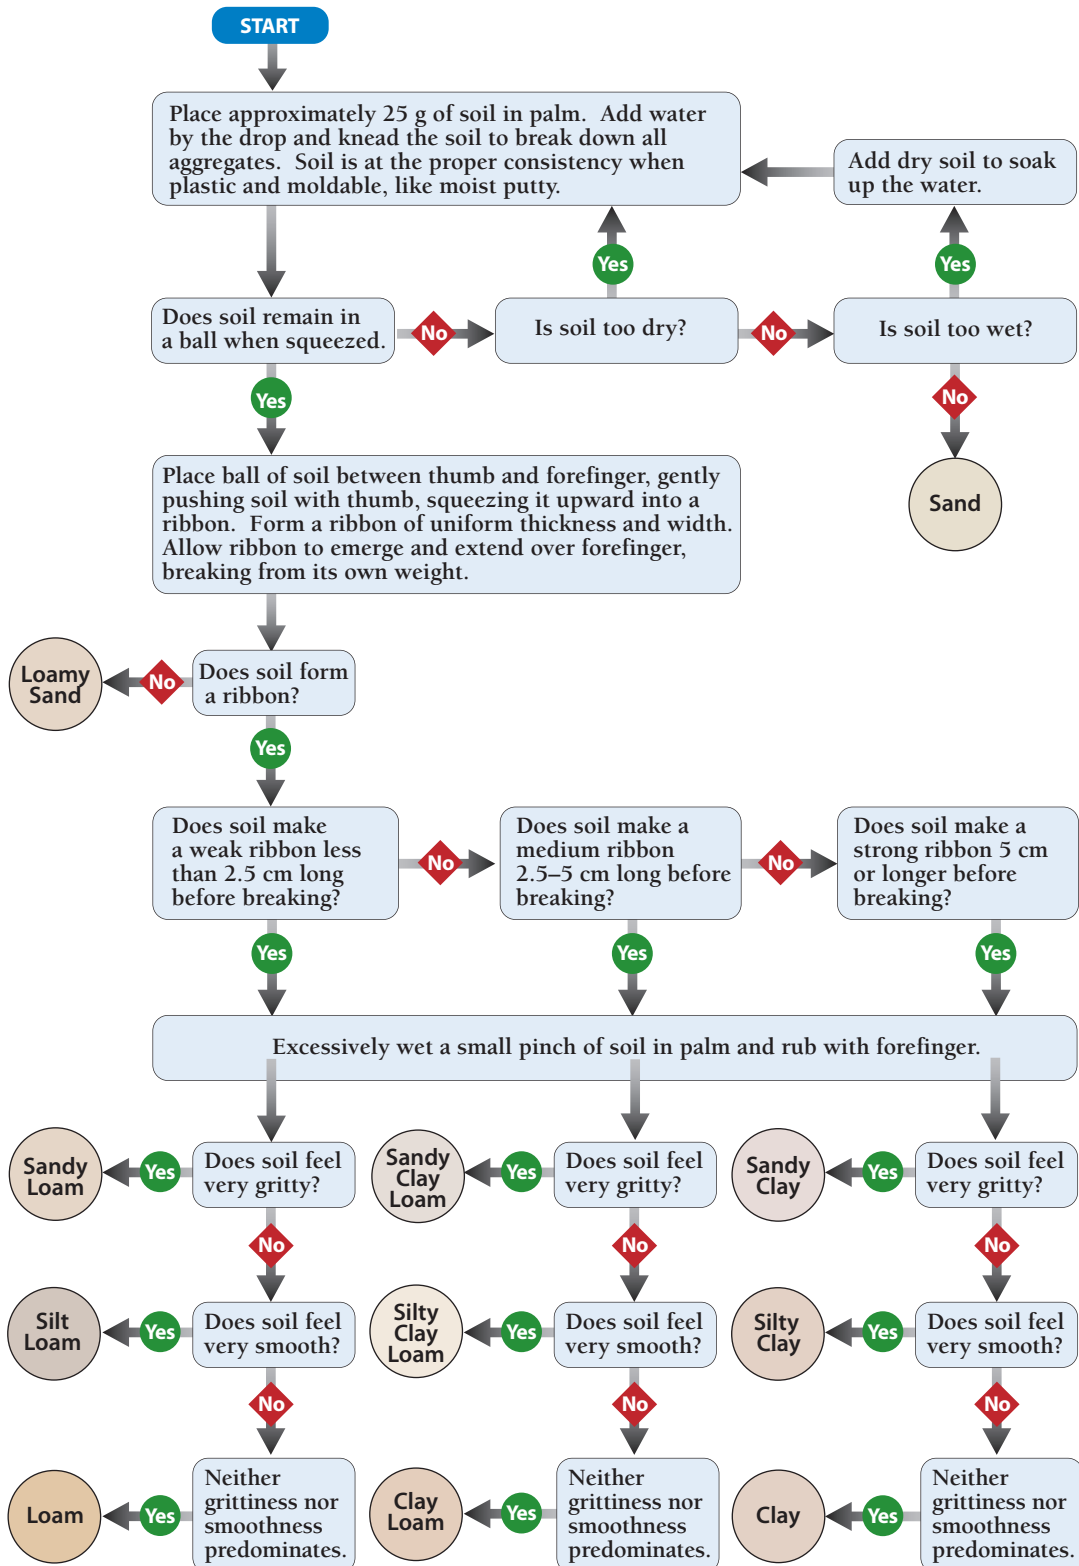 START
Place approximately 25 g of soil in palm. Add water
by the drop and knead the soil to break down all
aggregates. Soil is at the proper consistency when
plastic and moldable, like moist putty.
Add dry soil to soak
up the water.
Yes
Yes
Does soil remain in
a ball when squeezed.
No
Is soil too dry?
No
Is soil too wet?
Yes
No
Sand
Place ball of soil between thumb and forefinger, gently
pushing soil with thumb, squeezing it upward into a
ribbon. Form a ribbon of uniform thickness and width.
Allow ribbon to emerge and extend over forefinger,
breaking from its own weight.
Loamy
Sand
No
Does soil form
a ribbon?
Yes
Does soil make
a weak ribbon less
than 2.5 cm long
before breaking?
No
Does soil make a
medium ribbon
2.5–5 cm long before
breaking?
No
Does soil make a
strong ribbon 5 cm
or longer before
breaking?
Yes
Yes
Yes
Excessively wet a small pinch of soil in palm and rub with forefinger.
Sandy
Loam
Yes
Does soil feel
very gritty?
Sandy
Clay
Loam
Yes
Does soil feel
very gritty?
Sandy
Clay
Yes
Does soil feel
very gritty?
No
No
No
Silt
Loam
Yes
Does soil feel
very smooth?
Silty
Clay
Loam
Yes
Does soil feel
very smooth?
Silty
Clay
Yes
Does soil feel
very smooth?
No
No
No
Loam
Yes
Neither
grittiness nor
smoothness
predominates.
Clay
Loam
Yes
Neither
grittiness nor
smoothness
predominates.
Clay
Yes
Neither
grittiness nor
smoothness
predominates.